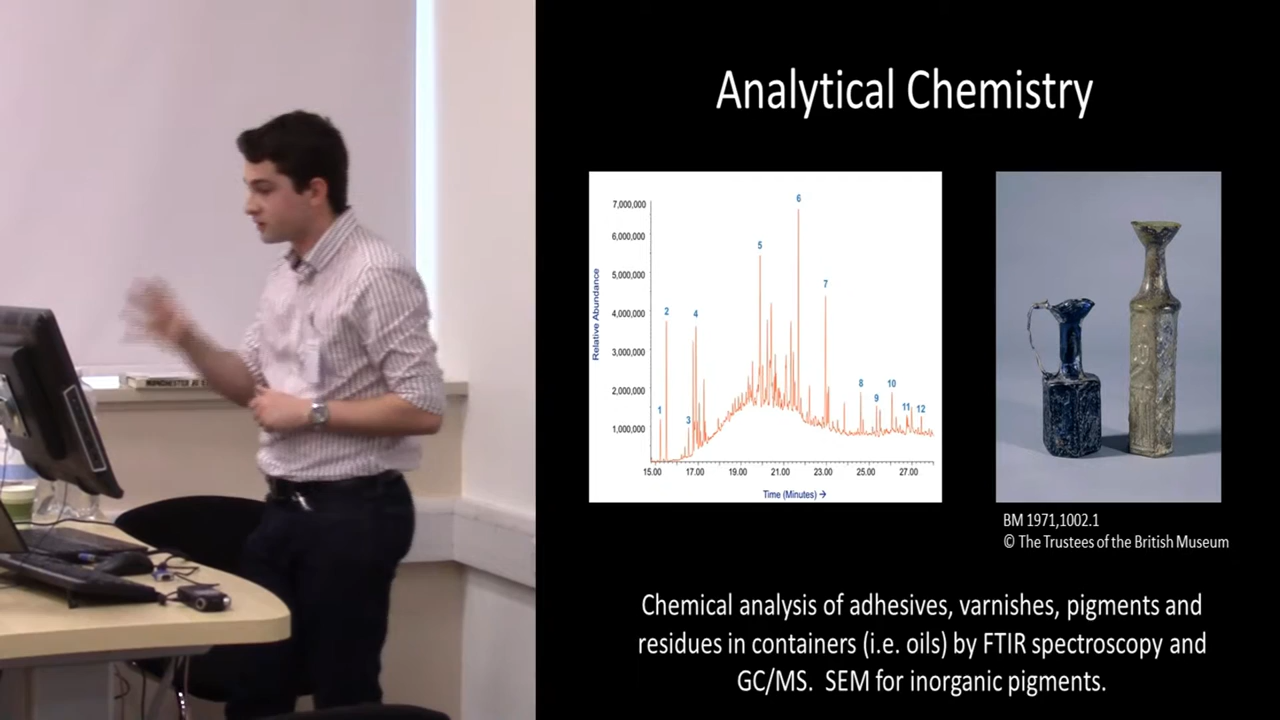 Analytical Chemistry
7,000,000
6,000,000
5,000,000
4,000,000
3,000,000
2,000,000
1,000,000
Relative Abundance
1
2
3
4
5
6
7
8
9
10
11
12
15.00 17.00 19.00 21.00 23.00 25.00 27.00
Time (Minutes) →
BM 1971,1002.1
© The Trustees of the British Museum
Chemical analysis of adhesives, varnishes, pigments and
residues in containers (i.e. oils) by FTIR spectroscopy and
GC/MS. SEM for inorganic pigments.
MANCHESTER